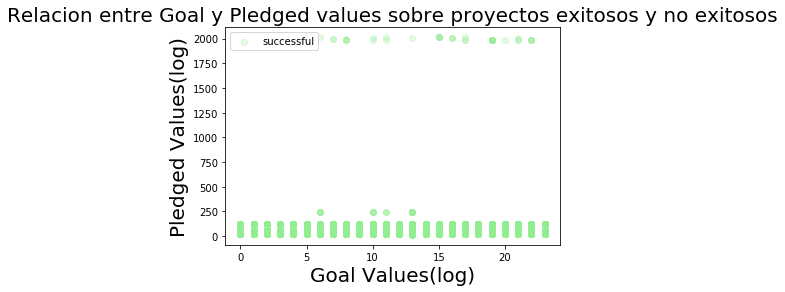 Relacion entre Goal y Pledged values sobre proyectos exitosos y no exitosos
successful
Pledged Values(log)
2000
1750
1500
1250
1000
750
500
250
0
0 5 10 15 20
Goal Values(log)